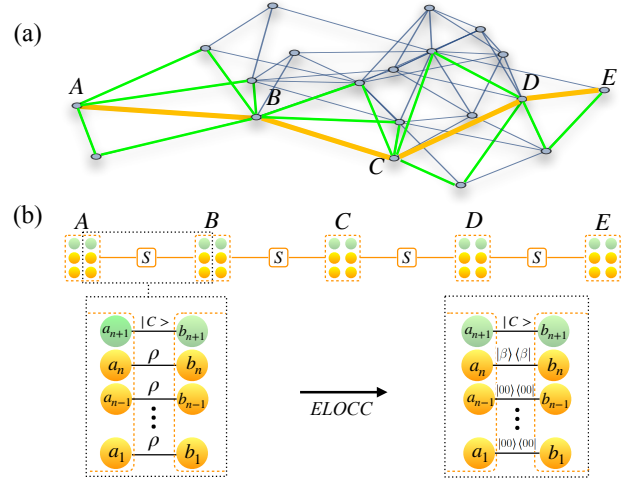 (a)
A
B
C
D
E
(b)
A B C D E
S S S S
a_{n+1} |C > b_{n+1}
a_n ρ b_n
a_{n−1} ρ b_{n−1}
a_1 ρ b_1
ELOCC
a_{n+1} |C > b_{n+1}
a_n |β⟩ ⟨β| b_n
a_{n−1} |00⟩ ⟨00| b_{n−1}
a_1 |00⟩ ⟨00| b_1